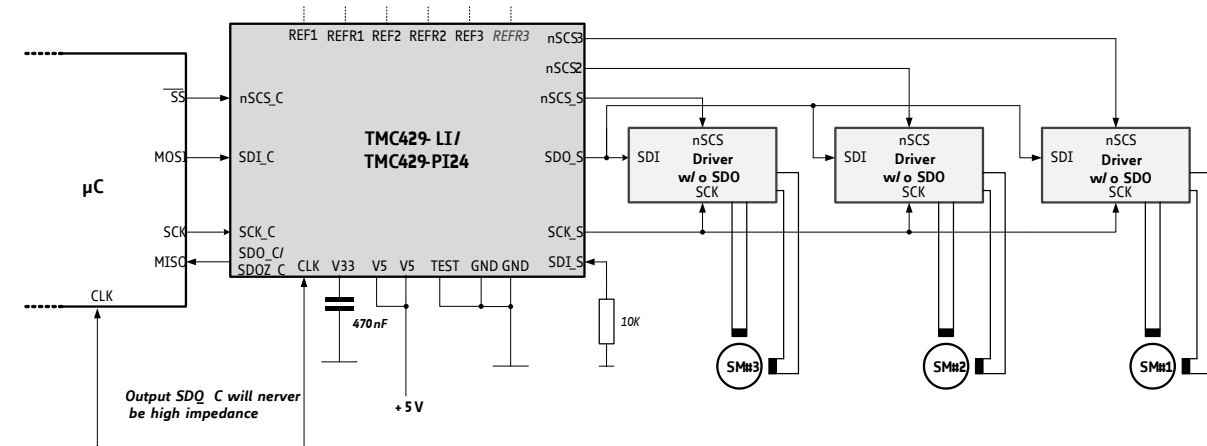 REF1 REFR1 REF2 REFR2 REF3 REFR3
nSCS3
nSCS2
SS nSCS_C nSCS_S
TMC429- LI/
TMC429-PI24
MOSI SDI_C SDO_S
µC
SCK SCK_C SCK_S
MISO SDO_C/
SDOZ_C
CLK V33 V5 V5 TEST GND GND SDI_S
CLK
470nF
10K
+5V
Output SDO_C will nerver
be high impedance
nSCS
SDI Driver
w/o SDO
SCK
nSCS
SDI Driver
w/o SDO
SCK
nSCS
SDI Driver
w/o SDO
SCK
SM#3 SM#2 SM#1